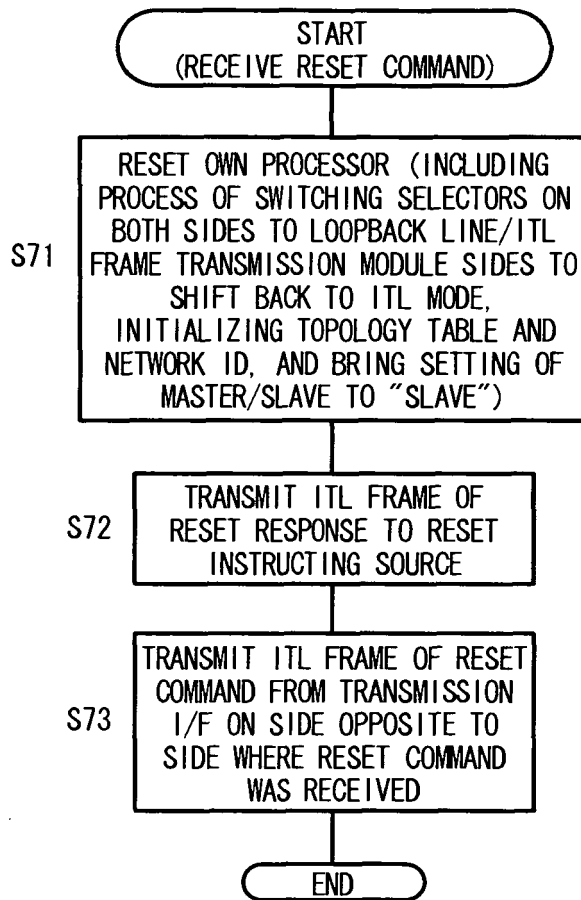 START
(RECEIVE RESET COMMAND)
S71
RESET OWN PROCESSOR (INCLUDING
PROCESS OF SWITCHING SELECTORS ON
BOTH SIDES TO LOOPBACK LINE/ITL
FRAME TRANSMISSION MODULE SIDES TO
SHIFT BACK TO ITL MODE,
INITIALIZING TOPOLOGY TABLE AND
NETWORK ID, AND BRING SETTING OF
MASTER/SLAVE TO "SLAVE")
S72
TRANSMIT ITL FRAME OF
RESET RESPONSE TO RESET
INSTRUCTING SOURCE
S73
TRANSMIT ITL FRAME OF RESET
COMMAND FROM TRANSMISSION
I/F ON SIDE OPPOSITE TO
SIDE WHERE RESET COMMAND
WAS RECEIVED
END